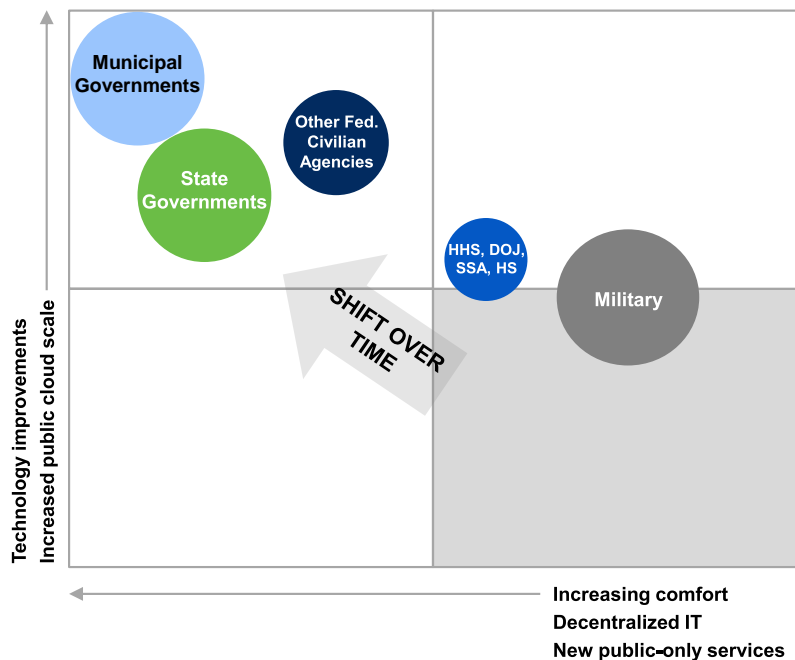 Municipal
Governments
Other Fed.
Civilian
Agencies
State
Governments
HHS, DOJ,
SSA, HS
Military
SHIFT OVER
TIME
Technology improvements
Increased public cloud scale
Increasing comfort
Decentralized IT
New public-only services